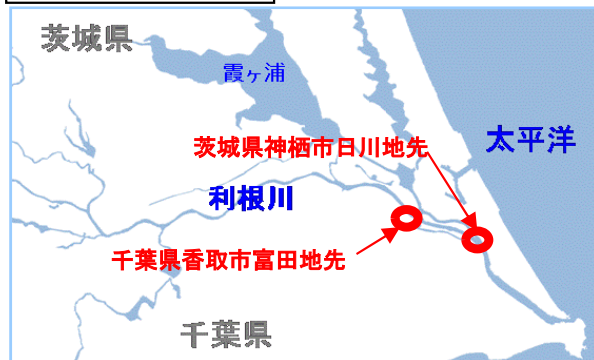 茨城県
霞ヶ浦
太平洋
茨城県神栖市日川地先
利根川
千葉県香取市富田地先
千葉県